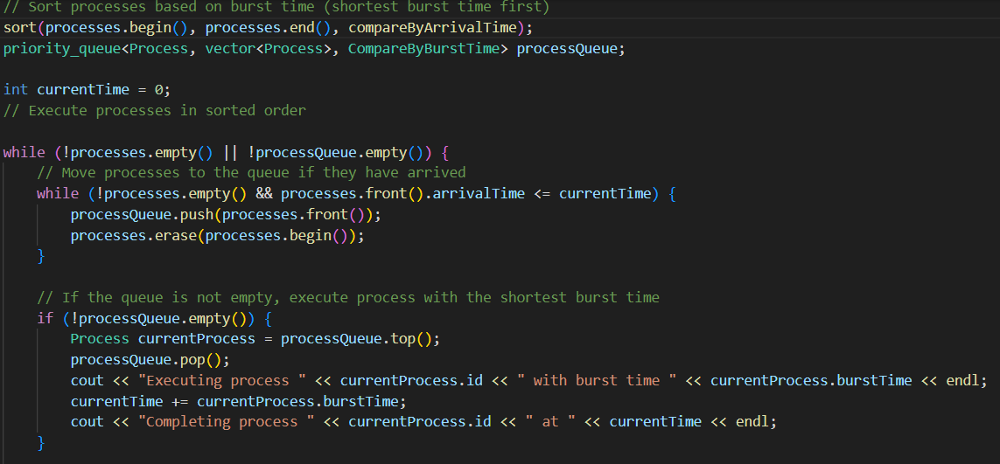 // Sort processes based on burst time (shortest burst time first)
sort(processes.begin(), processes.end(), compareByArrivalTime);
priority_queue<Process, vector<Process>, CompareByBurstTime> processQueue;
int currentTime = 0;
// Execute processes in sorted order
while (!processes.empty() || !processQueue.empty()) {
// Move processes to the queue if they have arrived
while (!processes.empty() && processes.front().arrivalTime <= currentTime) {
processQueue.push(processes.front());
processes.erase(processes.begin());
}
// If the queue is not empty, execute process with the shortest burst time
if (!processQueue.empty()) {
Process currentProcess = processQueue.top();
processQueue.pop();
cout << "Executing process " << currentProcess.id << " with burst time " << currentProcess.burstTime << endl;
currentTime += currentProcess.burstTime;
cout << "Completing process " << currentProcess.id << " at " << currentTime << endl;
}